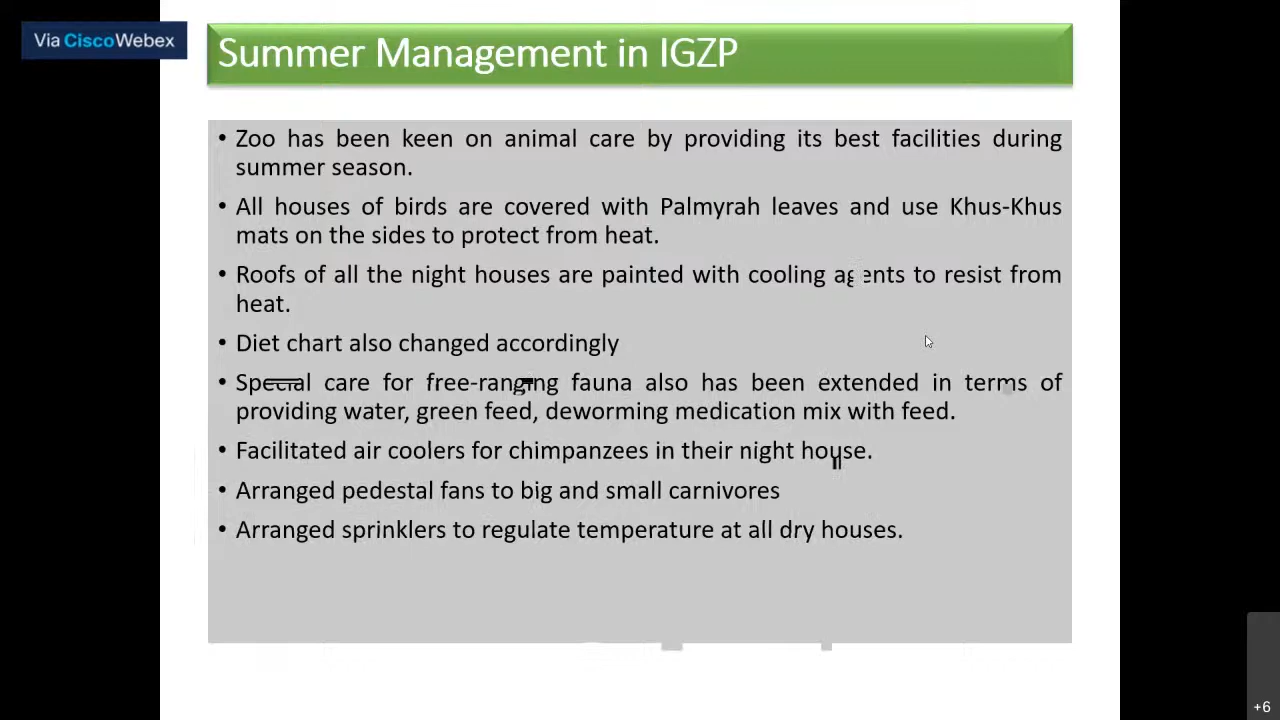 Via Cisco Webex
Summer Management in IGZP
• Zoo has been keen on animal care by providing its best facilities during
summer season.
• All houses of birds are covered with Palmyrah leaves and use Khus-Khus
mats on the sides to protect from heat.
• Roofs of all the night houses are painted with cooling agents to resist from
heat.
• Diet chart also changed accordingly
• Special care for free-ranging fauna also has been extended in terms of
providing water, green feed, deworming medication mix with feed.
• Facilitated air coolers for chimpanzees in their night house.
• Arranged pedestal fans to big and small carnivores
• Arranged sprinklers to regulate temperature at all dry houses.
+6